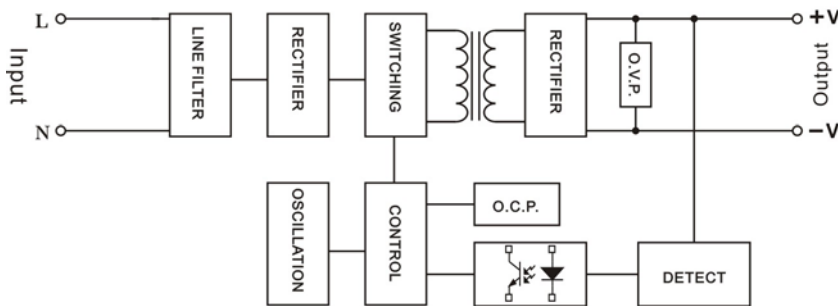 L
N
Input
LINE FILTER
RECTIFIER
SWITCHING
RECTIFIER
O.V.P.
+V
Output
-V
OSCILLATION
CONTROL
O.C.P.
DETECT